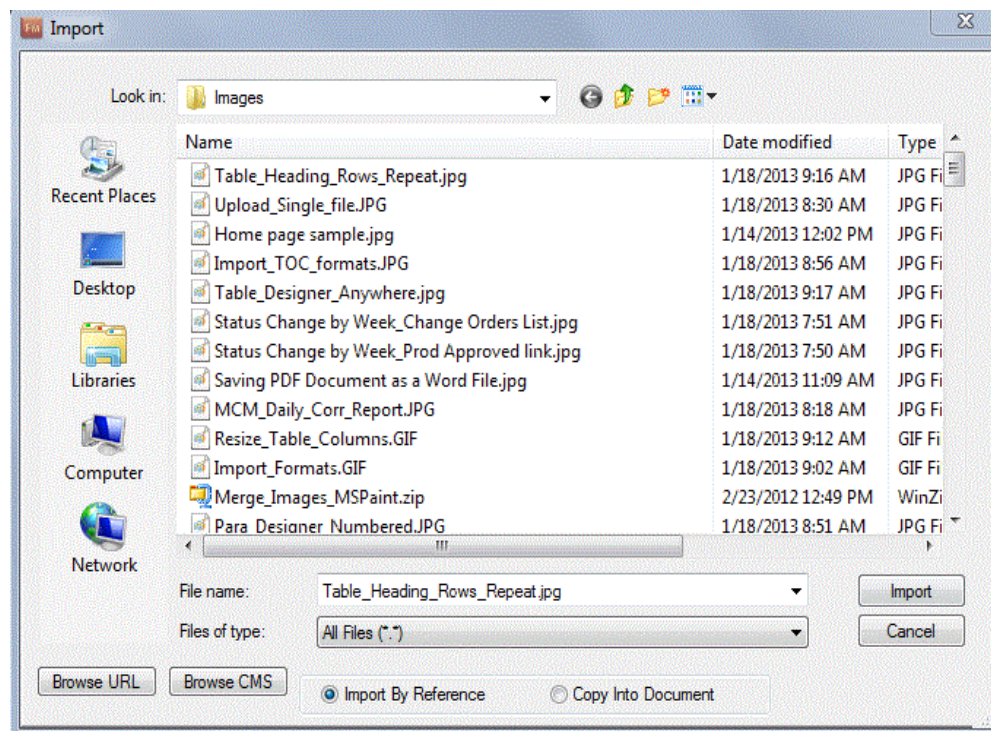 Fm Import
Look in: Images
Name Date modified Type
Recent Places
Desktop
Libraries
Computer
Network
Table_Heading_Rows_Repeat.jpg 1/18/2013 9:16 AM JPG Fi
Upload_Single_file.JPG 1/18/2013 8:30 AM JPG Fi
Home page sample.jpg 1/14/2013 12:02 PM JPG Fi
Import_TOC_formats.JPG 1/18/2013 8:56 AM JPG Fi
Table_Designer_Anywhere.jpg 1/18/2013 9:17 AM JPG Fi
Status Change by Week_Change Orders List.jpg 1/18/2013 7:51 AM JPG Fi
Status Change by Week_Prod Approved link.jpg 1/18/2013 7:50 AM JPG Fi
Saving PDF Document as a Word File.jpg 1/14/2013 11:09 AM JPG Fi
MCM_Daily_Corr_Report.JPG 1/18/2013 8:18 AM JPG Fi
Resize_Table_Columns.GIF 1/18/2013 9:12 AM GIF Fi
Import_Formats.GIF 1/18/2013 9:02 AM GIF Fi
Merge_Images_MSPaint.zip 2/23/2012 12:49 PM WinZi
Para_Designer_Numbered.JPG 1/18/2013 8:51 AM JPG Fi
File name: Table_Heading_Rows_Repeat.jpg Import
Files of type: All Files (*.*) Cancel
Browse URL Browse CMS Import By Reference Copy Into Document